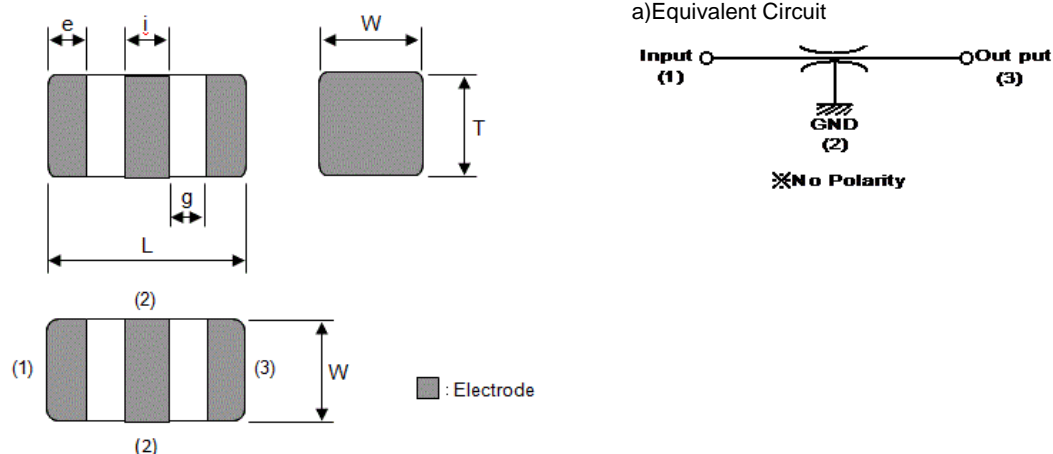 a)Equivalent Circuit
e i W
Input Out put
(1) (3)
T
GND
(2)
※No Polarity
g
L
(2)
(1) (3) W
: Electrode
(2)